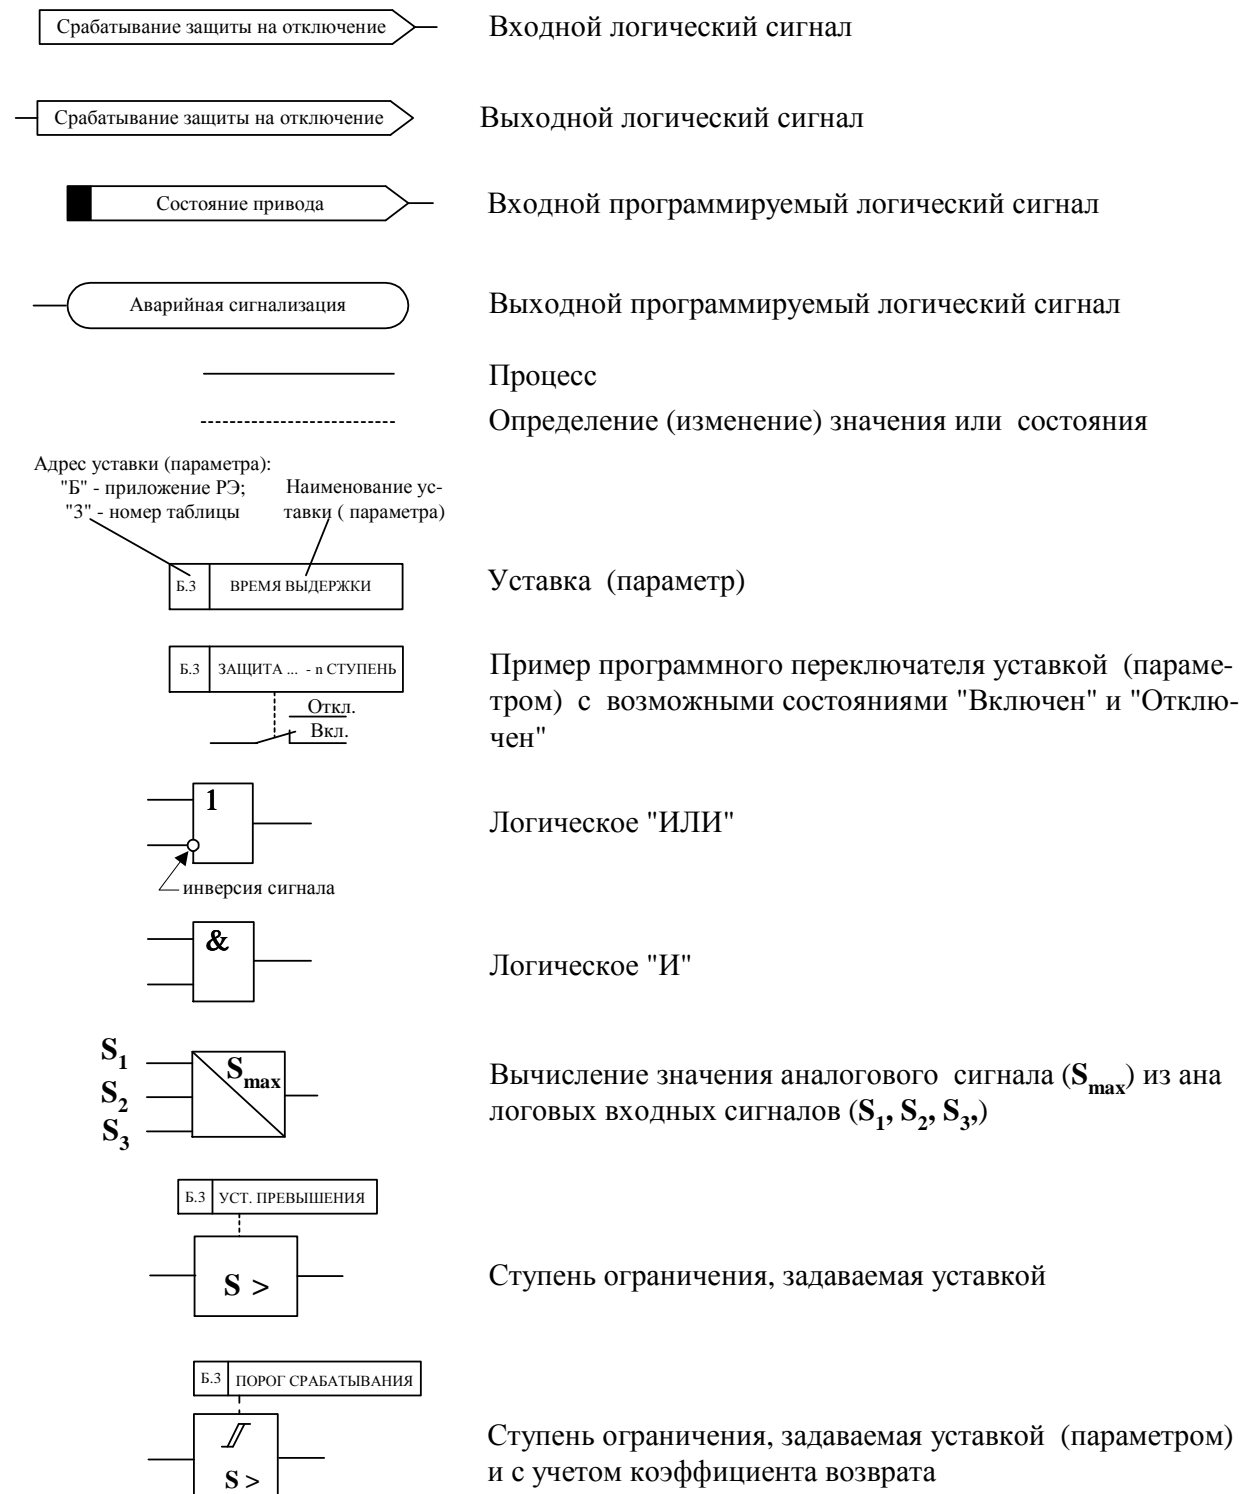 Срабатывание защиты на отключение
Входной логический сигнал
Срабатывание защиты на отключение
Выходной логический сигнал
Состояние привода
Входной программируемый логический сигнал
Аварийная сигнализация
Выходной программируемый логический сигнал
Процесс
Определение (изменение) значения или состояния
Адрес уставки (параметра):
"Б" - приложение РЭ;
"3" - номер таблицы
Наименование ус-
тавки ( параметра)
Б.3 ВРЕМЯ ВЫДЕРЖКИ
Уставка (параметр)
Б.3 ЗАЩИТА ... - n СТУПЕНЬ
Откл.
Вкл.
Пример программного переключателя уставкой (параме-
тром) с возможными состояниями "Включен" и "Отклю-
чен"
1
инверсия сигнала
Логическое "ИЛИ"
&
Логическое "И"
S1
S2
S3
Smax
Вычисление значения аналогового сигнала (Smax) из ана
логовых входных сигналов (S1, S2, S3,)
Б.3 УСТ. ПРЕВЫШЕНИЯ
S >
Ступень ограничения, задаваемая уставкой
Б.3 ПОРОГ СРАБАТЫВАНИЯ
S >
Ступень ограничения, задаваемая уставкой (параметром)
и с учетом коэффициента возврата